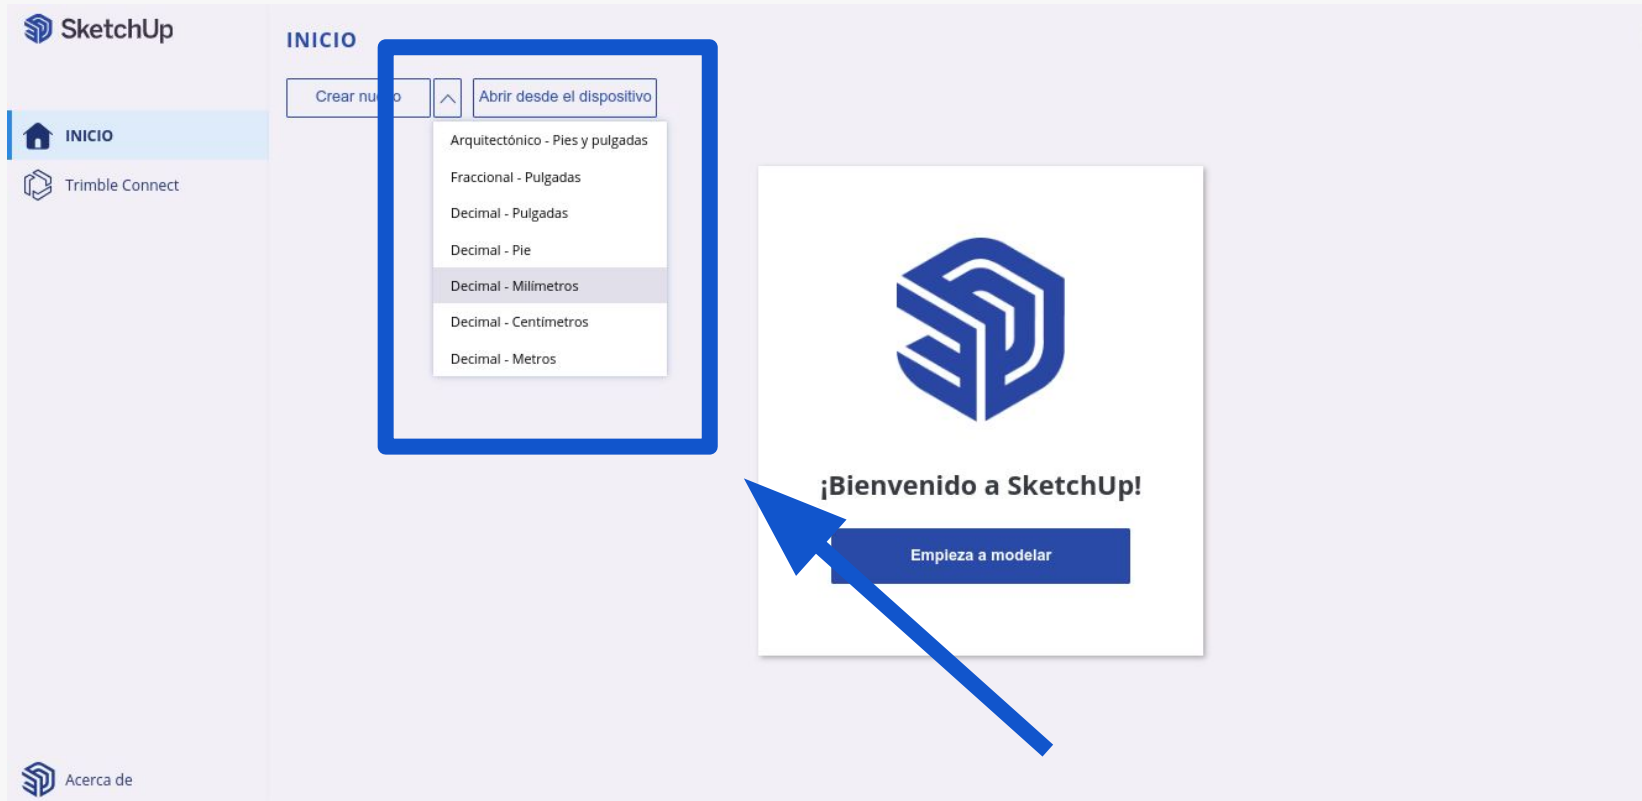 SketchUp
INICIO
Crear nuevo
Abrir desde el dispositivo
INICIO
Trimble Connect
Arquitectónico - Pies y pulgadas
Fraccional - Pulgadas
Decimal - Pulgadas
Decimal - Pie
Decimal - Milímetros
Decimal - Centímetros
Decimal - Metros
¡Bienvenido a SketchUp!
Empieza a modelar
Acerca de